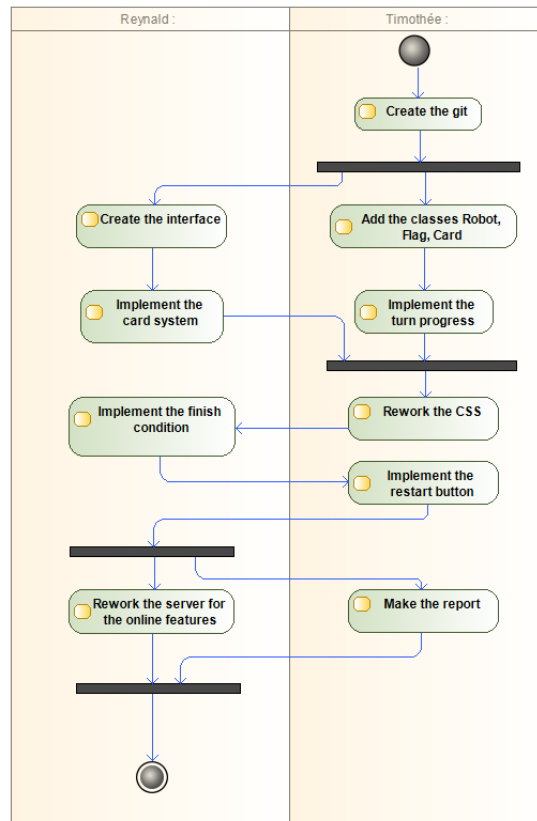 Reynald :
Timothée :
Create the git
Create the interface
Add the classes Robot,
Flag, Card
Implement the
card system
Implement the
turn progress
Rework the CSS
Implement the finish
condition
Implement the
restart button
Rework the server for
the online features
Make the report